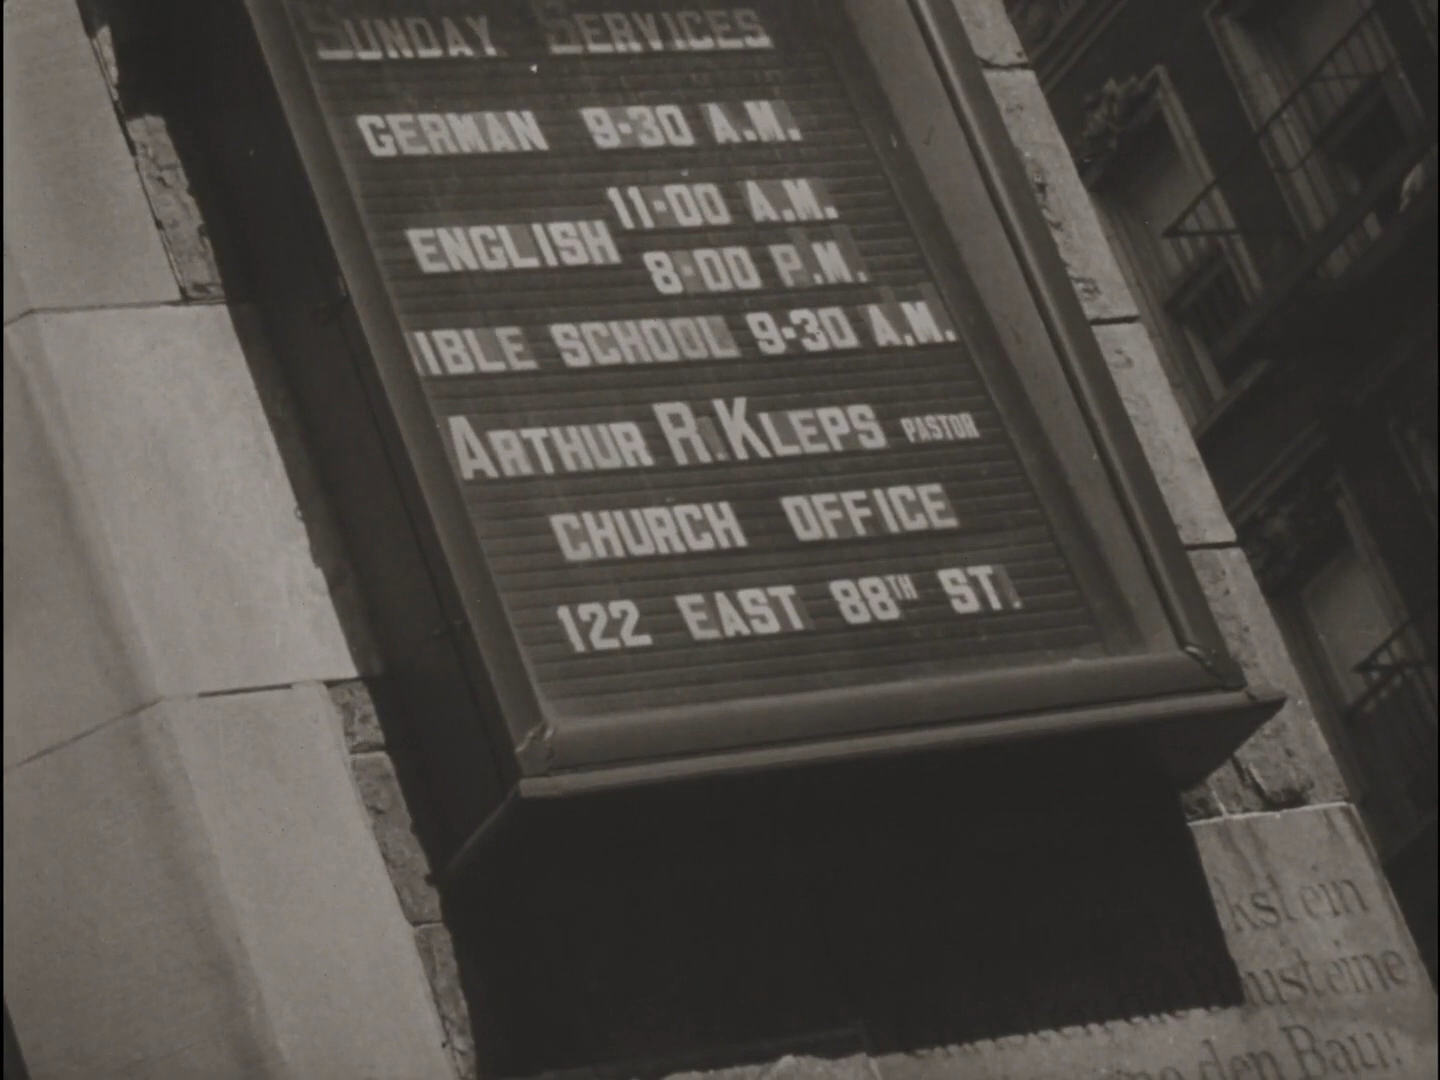 SUNDAY SERVICES
GERMAN 9-30 A.M.
ENGLISH 11-00 A.M.
8-00 P.M.
IBLE SCHOOL 9-30 A.M.
ARTHUR R. KLEPS PASTOR
CHURCH OFFICE
122 EAST 88TH ST.
kstein
usteine
den Bau